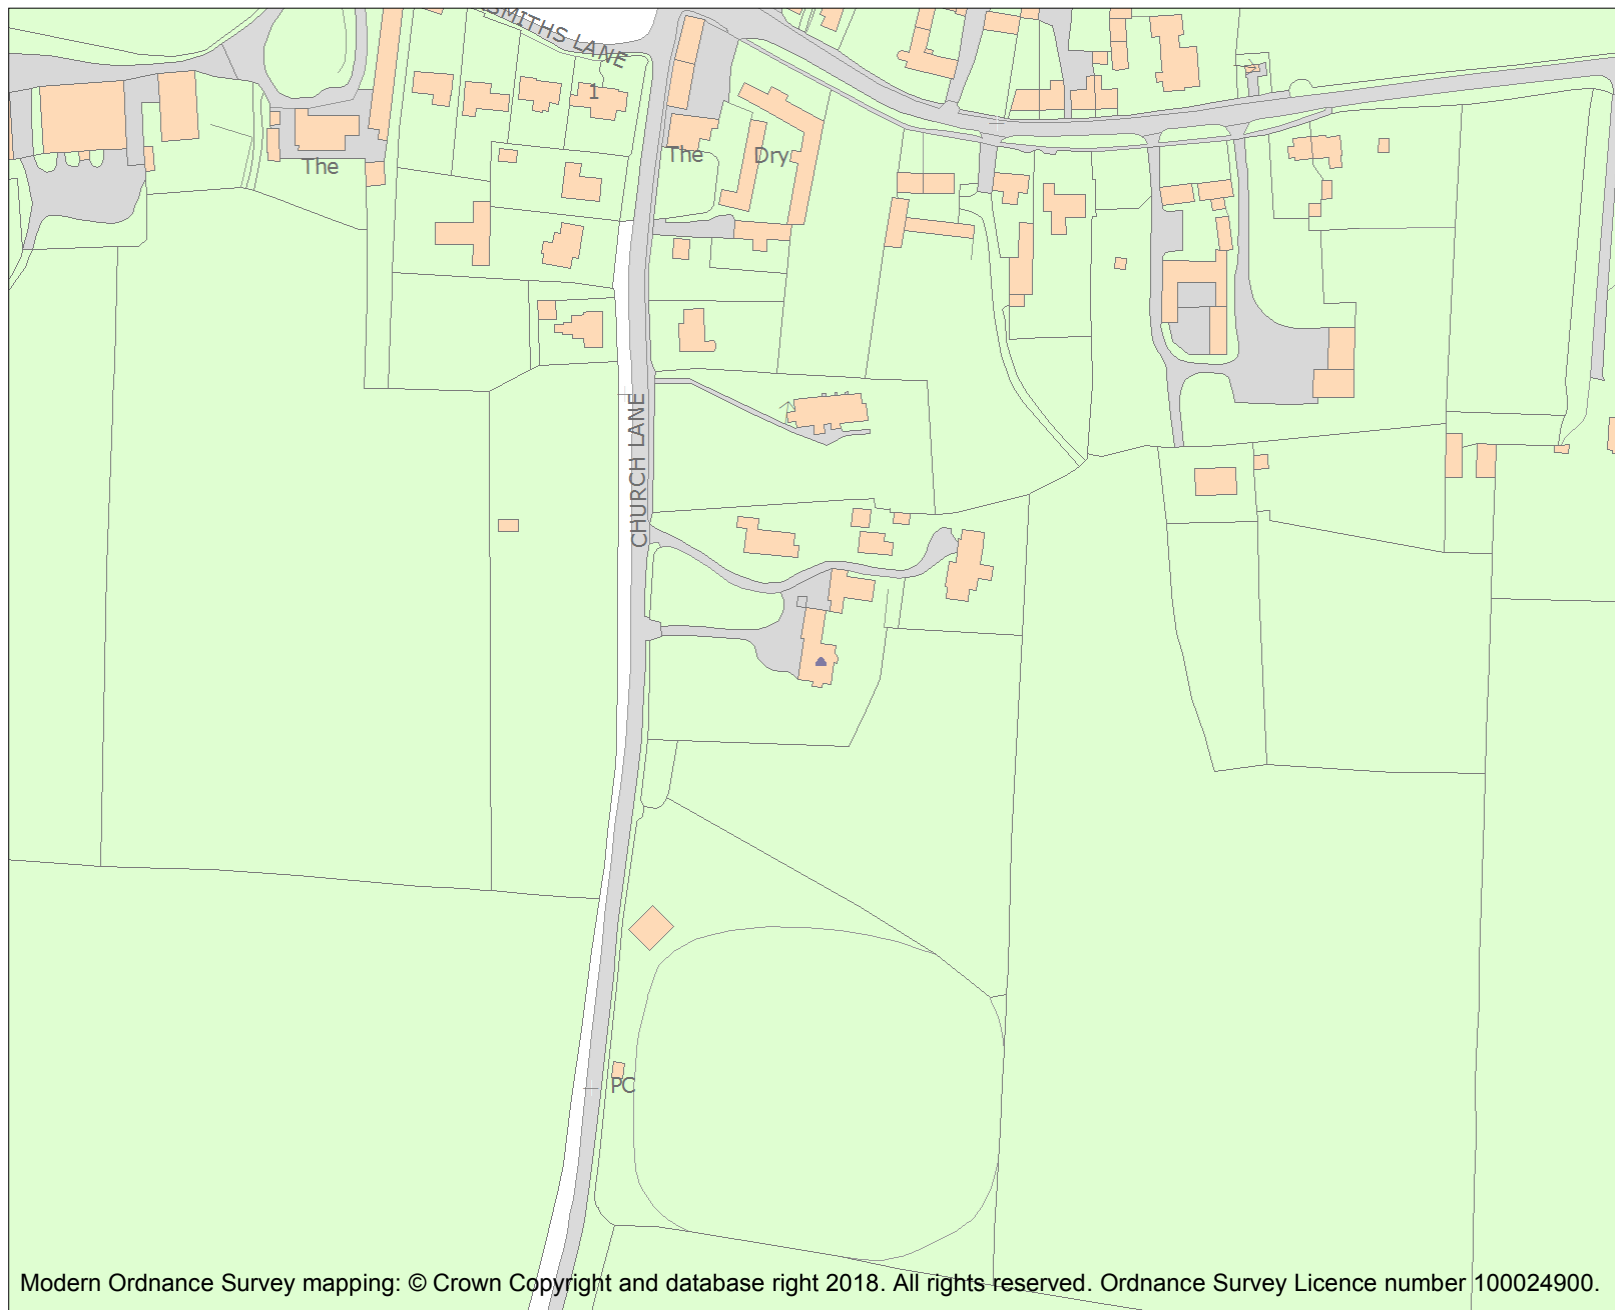 SMITHS LANE
1
The
The
Dry
CHURCH LANE
PC
Modern Ordnance Survey mapping: © Crown Copyright and database right 2018. All rights reserved. Ordnance Survey Licence number 100024900.